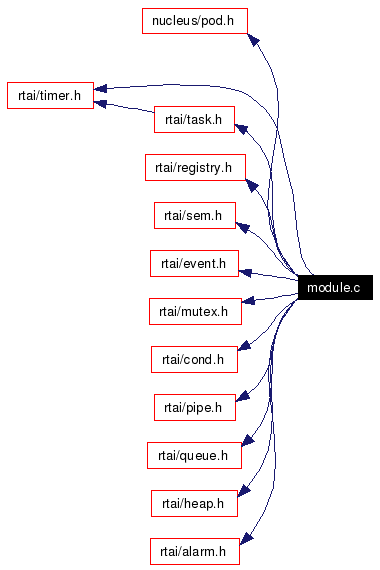 nucleus/pod.h
rtai/timer.h
rtai/task.h
rtai/registry.h
rtai/sem.h
rtai/event.h
module.c
rtai/mutex.h
rtai/cond.h
rtai/pipe.h
rtai/queue.h
rtai/heap.h
rtai/alarm.h